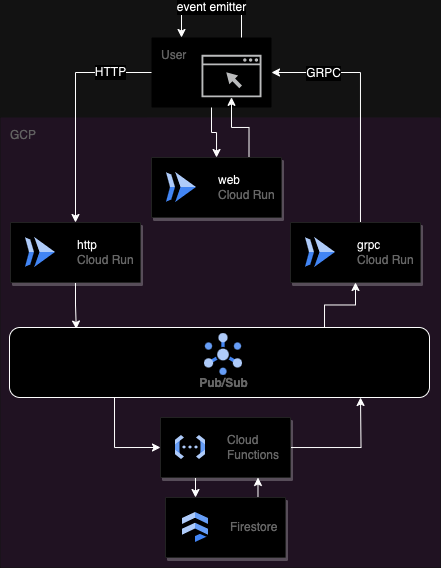 event emitter
User
HTTP
GRPC
GCP
web
Cloud Run
http
Cloud Run
grpc
Cloud Run
Pub/Sub
Cloud
Functions
Firestore